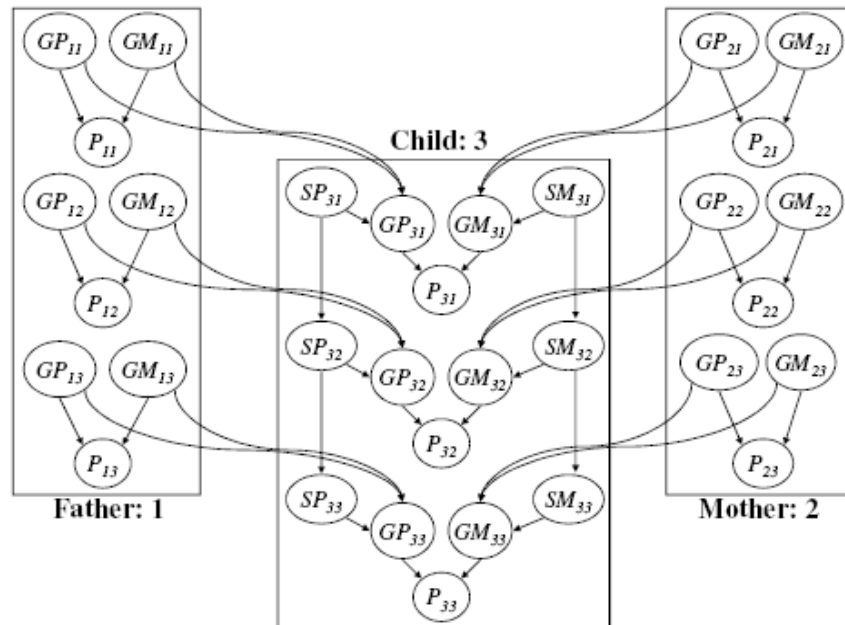 GP11 GM11 GP21 GM21
P11 P21
Child: 3
GP12 GM12 SP31 SM31 GP22 GM22
GP31 GM31
P31
P12 P22
SP32 SM32
GP13 GM13 GP32 GM32 GP23 GM23
P32
P13 P23
SP33 SM33
Father: 1 Mother: 2
GP33 GM33
P33